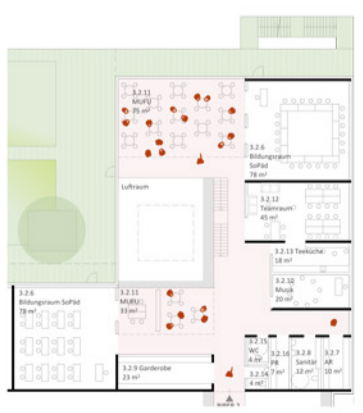 3.2.11
MUFU
75 m²
3.2.6
Bildungsraum
SoPäd
78 m²
Luftraum
3.2.12
Teamraum
45 m²
3.2.13 Teeküche
18 m²
3.2.10
Musik
20 m²
3.2.6
Bildungsraum SoPäd
78 m²
3.2.11
MUFU
33 m²
3.2.9 Garderobe
23 m²
3.2.15
WC
4 m²
3.2.14
4 m²
3.2.16
PR
7 m²
3.2.8
Sanitär
12 m²
3.2.7
AR
10 m²